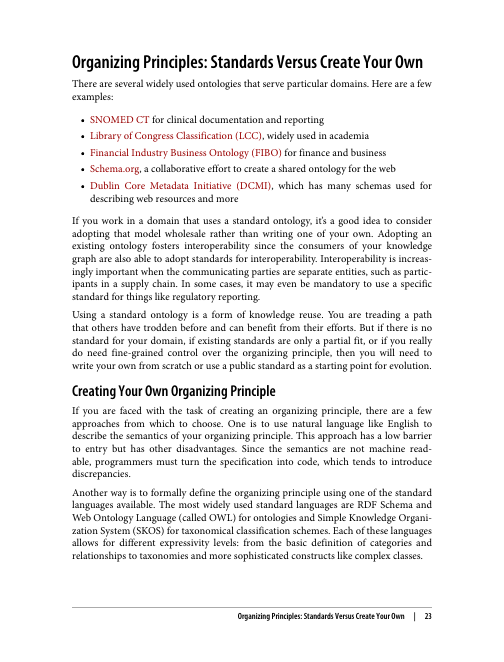 Organizing Principles: Standards Versus Create Your Own
There are several widely used ontologies that serve particular domains. Here are a few
examples:
• SNOMED CT for clinical documentation and reporting
• Library of Congress Classification (LCC), widely used in academia
• Financial Industry Business Ontology (FIBO) for finance and business
• Schema.org, a collaborative effort to create a shared ontology for the web
• Dublin Core Metadata Initiative (DCMI), which has many schemas used for
describing web resources and more
If you work in a domain that uses a standard ontology, it's a good idea to consider
adopting that model wholesale rather than writing one of your own. Adopting an
existing ontology fosters interoperability since the consumers of your knowledge
graph are also able to adopt standards for interoperability. Interoperability is increas-
ingly important when the communicating parties are separate entities, such as partic-
ipants in a supply chain. In some cases, it may even be mandatory to use a specific
standard for things like regulatory reporting.
Using a standard ontology is a form of knowledge reuse. You are treading a path
that others have trodden before and can benefit from their efforts. But if there is no
standard for your domain, if existing standards are only a partial fit, or if you really
do need fine-grained control over the organizing principle, then you will need to
write your own from scratch or use a public standard as a starting point for evolution.
Creating Your Own Organizing Principle
If you are faced with the task of creating an organizing principle, there are a few
approaches from which to choose. One is to use natural language like English to
describe the semantics of your organizing principle. This approach has a low barrier
to entry but has other disadvantages. Since the semantics are not machine read-
able, programmers must turn the specification into code, which tends to introduce
discrepancies.
Another way is to formally define the organizing principle using one of the standard
languages available. The most widely used standard languages are RDF Schema and
Web Ontology Language (called OWL) for ontologies and Simple Knowledge Organi-
zation System (SKOS) for taxonomical classification schemes. Each of these languages
allows for different expressivity levels: from the basic definition of categories and
relationships to taxonomies and more sophisticated constructs like complex classes.
Organizing Principles: Standards Versus Create Your Own | 23